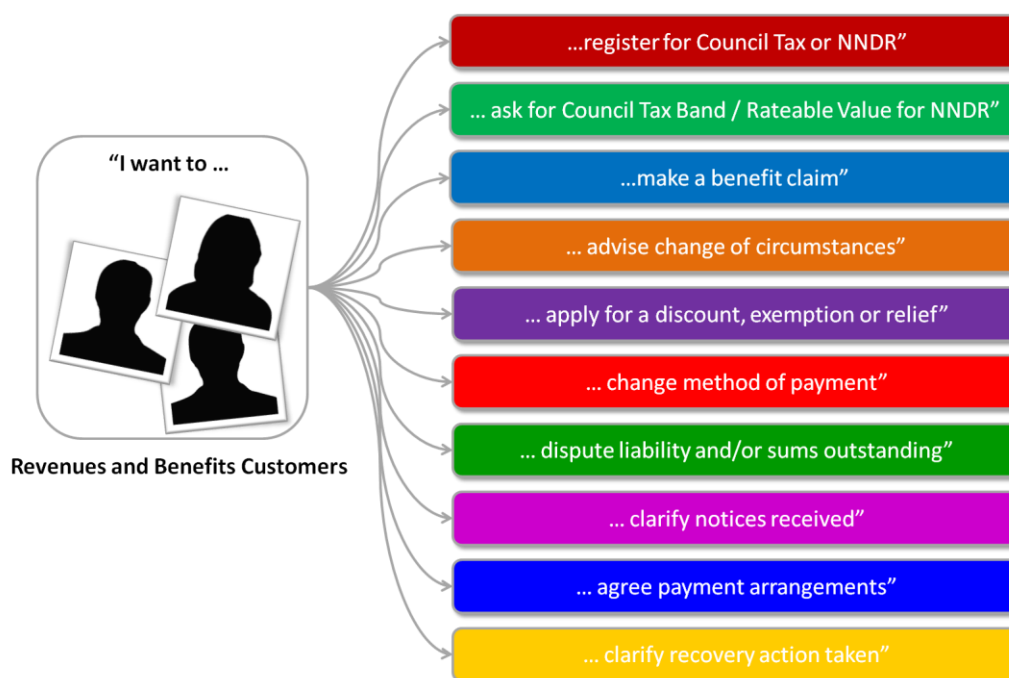 “I want to ...
Revenues and Benefits Customers
...register for Council Tax or NNDR”
... ask for Council Tax Band / Rateable Value for NNDR”
...make a benefit claim”
... advise change of circumstances”
... apply for a discount, exemption or relief”
... change method of payment”
... dispute liability and/or sums outstanding”
... clarify notices received”
... agree payment arrangements”
... clarify recovery action taken”